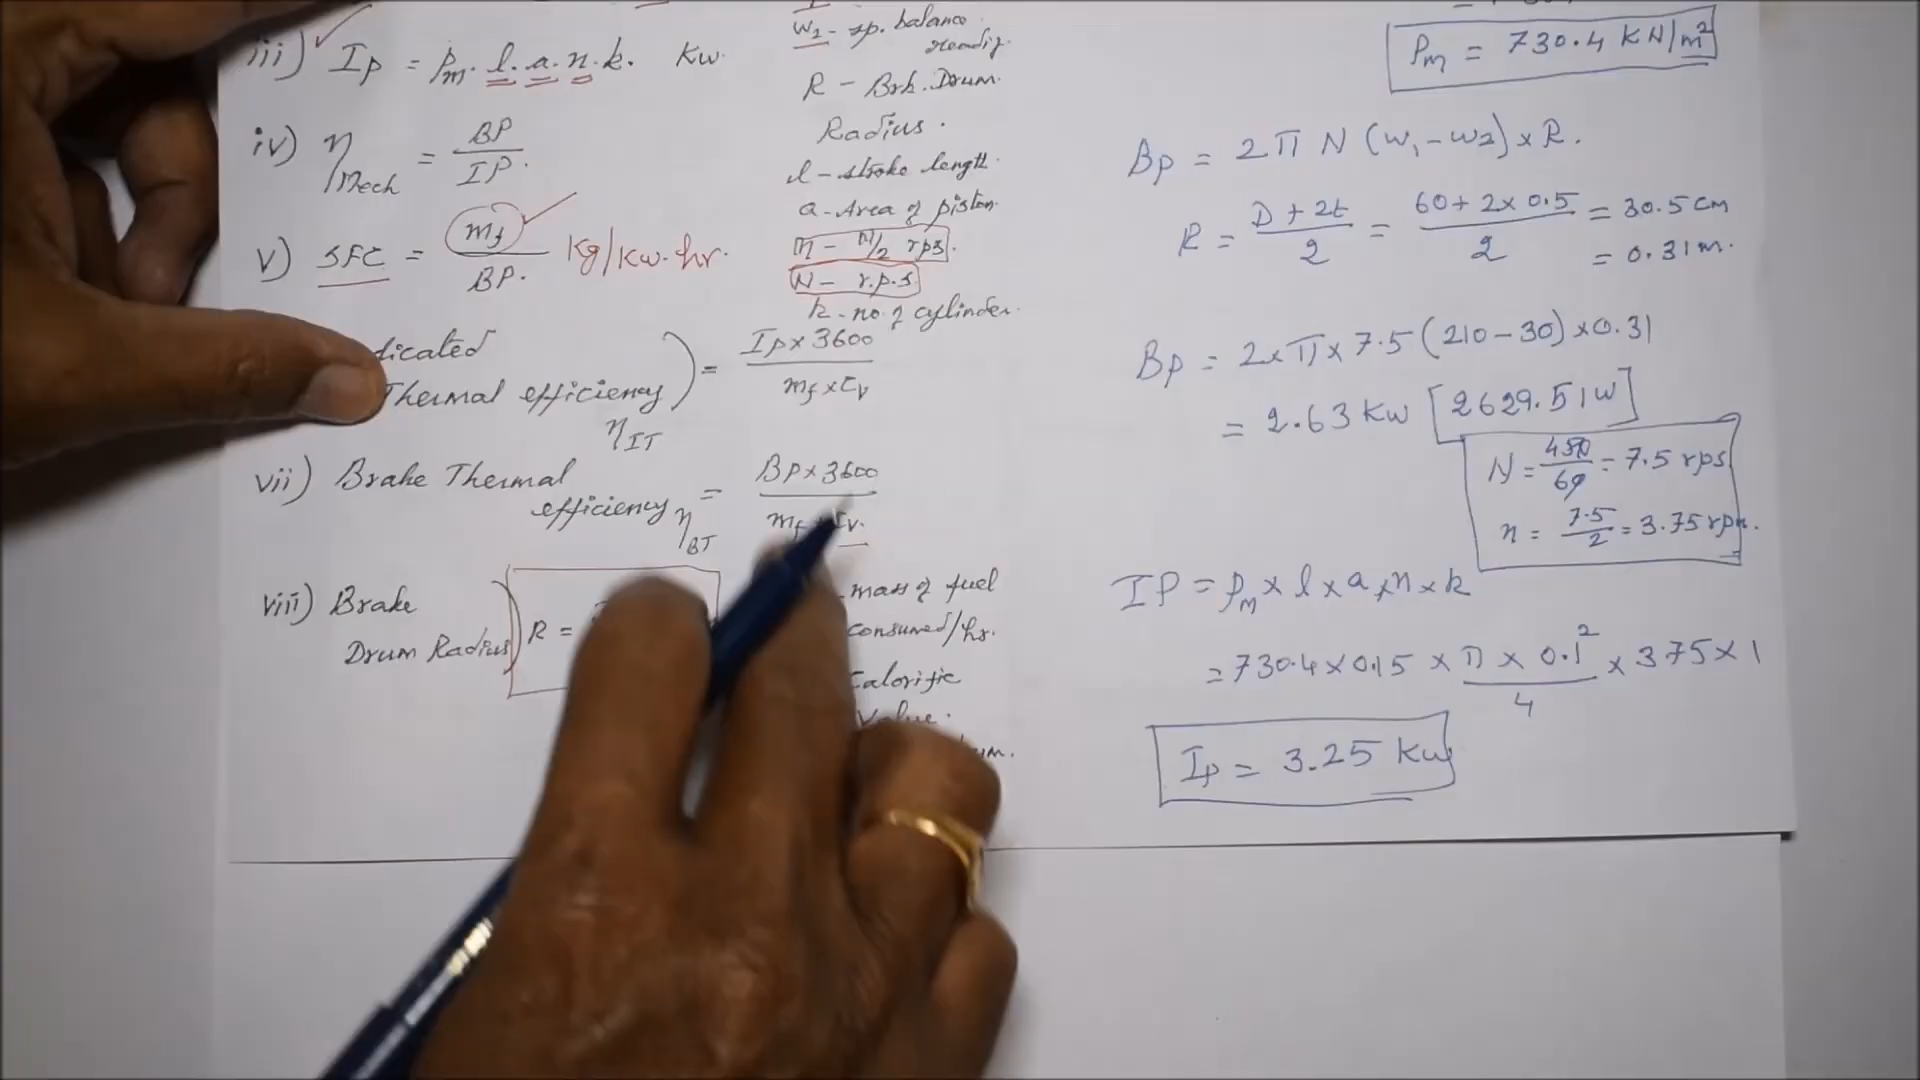 iii) Ip = Pm. l. a. n. k. Kw.
iv) η Mech = BP / IP.
v) SFC = mf / BP. Kg/Kw. hr.
dicated
Thermal efficiency) = Ip x 3600 / mf x Cv
ηIT
vii) Brake Thermal
efficiency ηBT = Bp x 3600 / mf Cv.
viii) Brake
Drum Radius) R =
W2 - sp. balance
R - Brk. Drum.
Radius.
l - stroke length.
a - Area of piston.
n - N/2 rps.
N - r.p.s
k - no. of cylinder.
mass of fuel
consumed/hr.
Calorific
Value.
Pm = 730.4 KN/m²
Bp = 2 Π N (W1 - W2) x R.
R = D + 2t / 2 = 60 + 2 x 0.5 / 2 = 30.5 cm
= 0.31 m.
Bp = 2 x Π x 7.5 (210 - 30) x 0.31
= 2.63 Kw [2629.51 W]
N = 450 / 60 = 7.5 rps
n = 7.5 / 2 = 3.75
IP = Pm x l x a x n x k
= 730.4 x 0.15 x Π x 0.1² / 4 x 3.75 x 1
Ip = 3.25 Kw